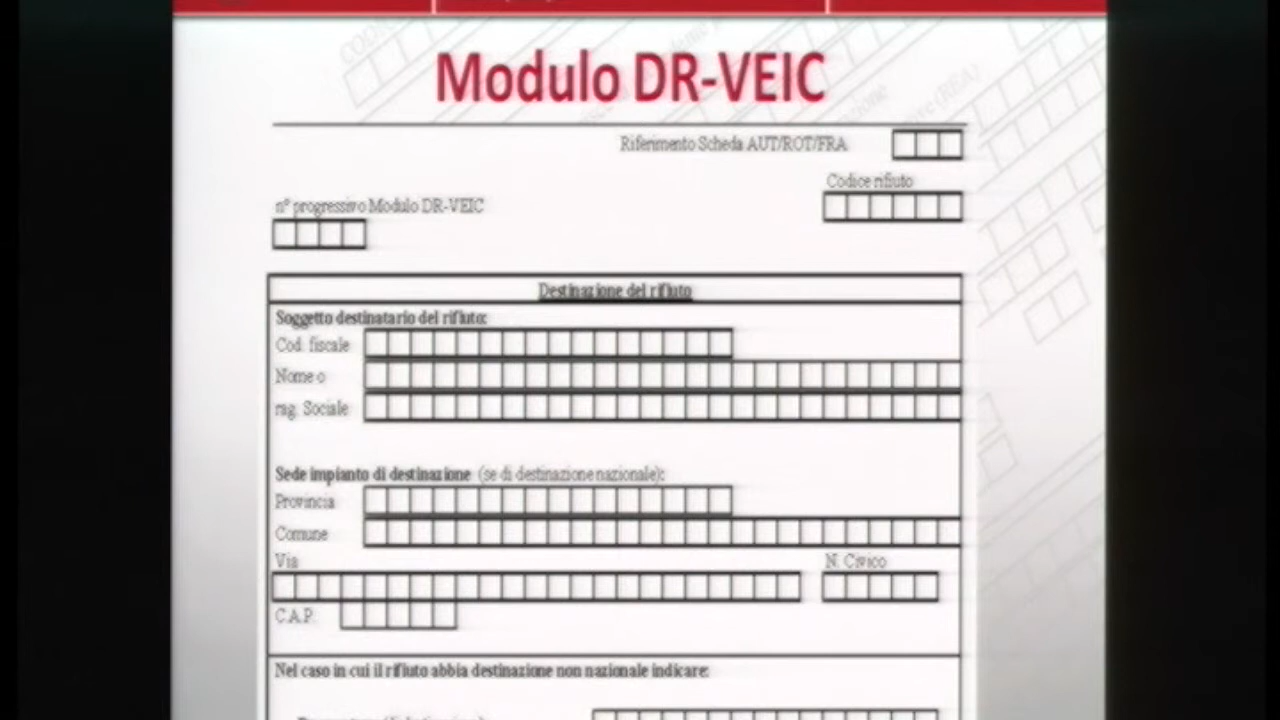 Modulo DR-VEIC
Riferimento Scheda AUT/ROT/FRA
Codice rifiuto
n° progressivo Modulo DR-VEIC
Destinazione del rifiuto
Soggetto destinatario del rifiuto:
Cod. fiscale
Nome o
rag. Sociale
Sede impianto di destinazione (se di destinazione nazionale):
Provincia
Comune
Via
N. Civico
C.A.P.
Nel caso in cui il rifiuto abbia destinazione non nazionale indicare: